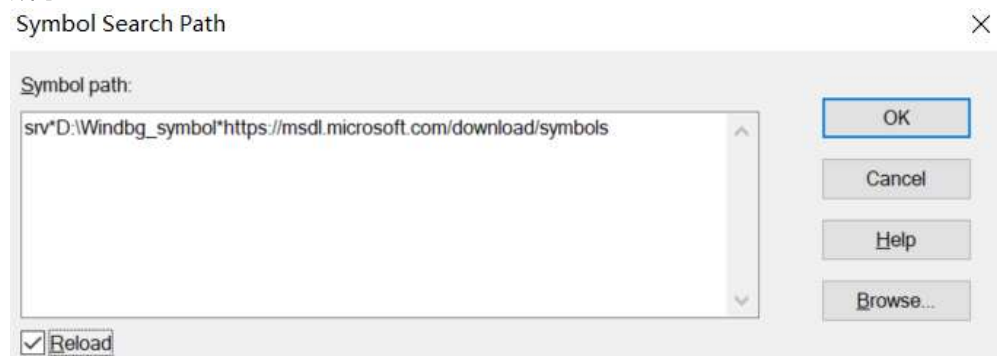 Symbol Search Path
Symbol path:
srv*D:\Windbg_symbol*https://msdl.microsoft.com/download/symbols
OK
Cancel
Help
Browse...
Reload